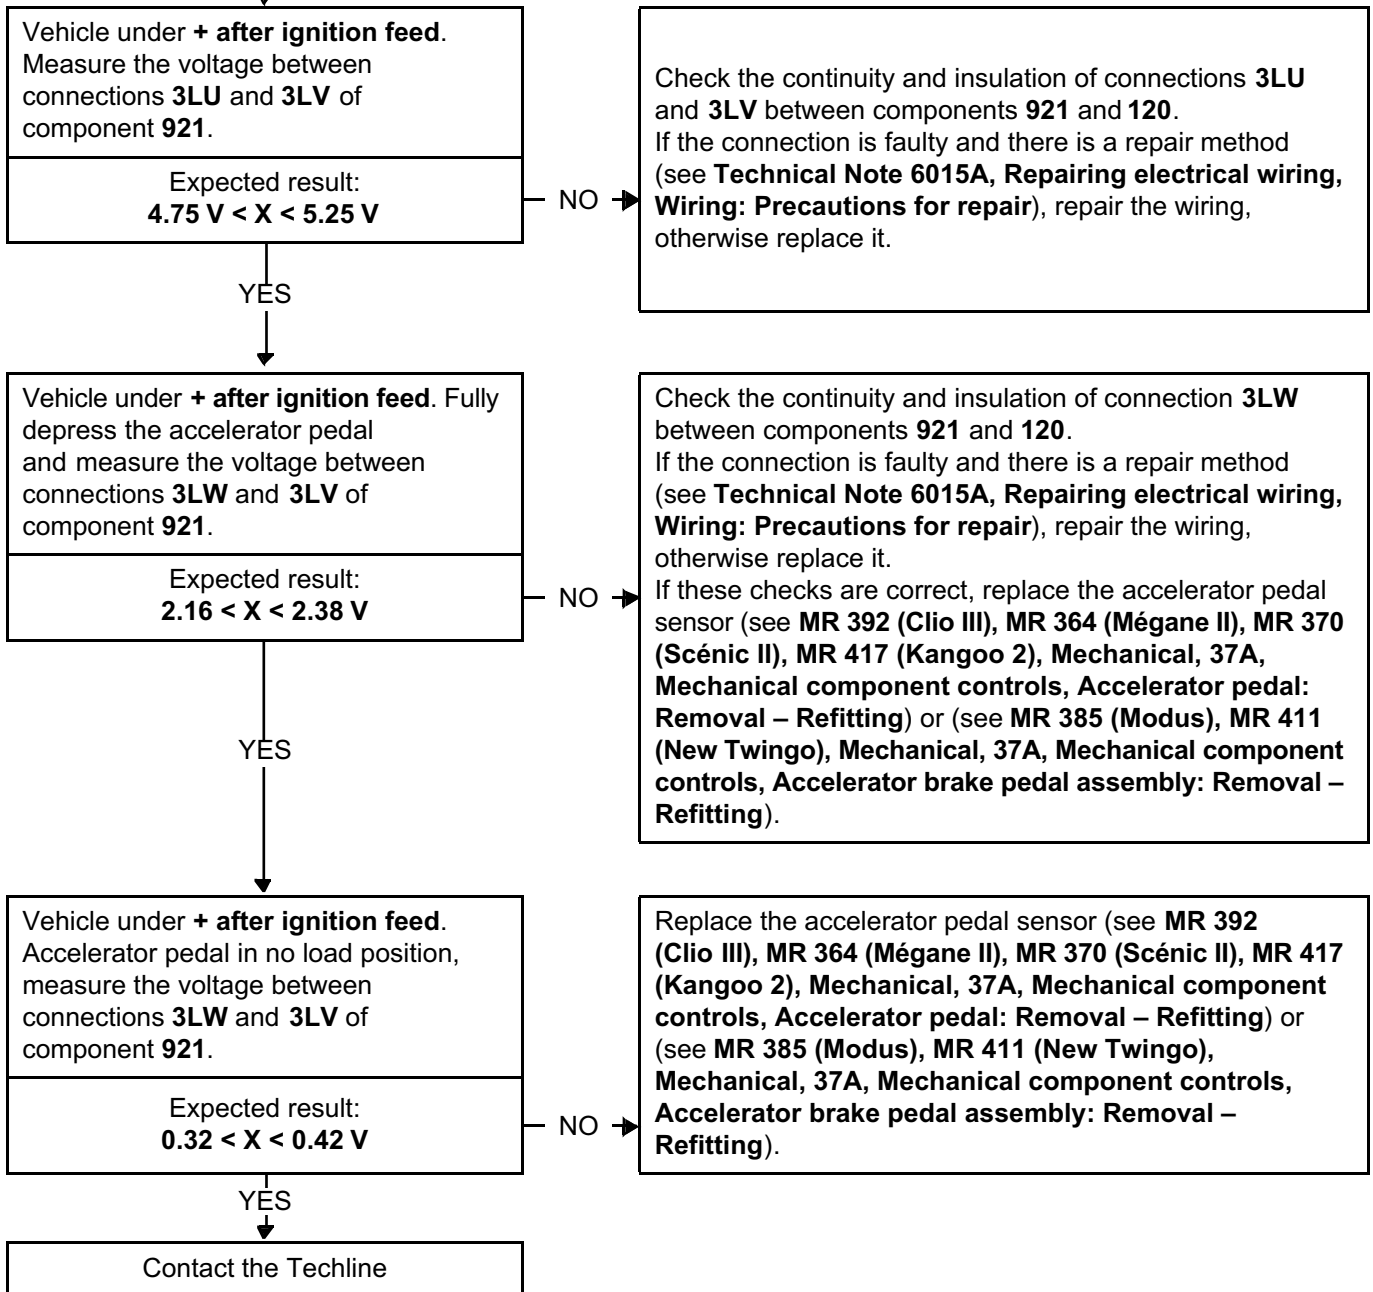 Vehicle under + after ignition feed.
Measure the voltage between
connections 3LU and 3LV of
component 921.
Expected result:
4.75 V < X < 5.25 V
NO
Check the continuity and insulation of connections 3LU
and 3LV between components 921 and 120.
If the connection is faulty and there is a repair method
(see Technical Note 6015A, Repairing electrical wiring,
Wiring: Precautions for repair), repair the wiring,
otherwise replace it.
YES
Vehicle under + after ignition feed. Fully
depress the accelerator pedal
and measure the voltage between
connections 3LW and 3LV of
component 921.
Expected result:
2.16 < X < 2.38 V
NO
Check the continuity and insulation of connection 3LW
between components 921 and 120.
If the connection is faulty and there is a repair method
(see Technical Note 6015A, Repairing electrical wiring,
Wiring: Precautions for repair), repair the wiring,
otherwise replace it.
If these checks are correct, replace the accelerator pedal
sensor (see MR 392 (Clio III), MR 364 (Mégane II), MR 370
(Scénic II), MR 417 (Kangoo 2), Mechanical, 37A,
Mechanical component controls, Accelerator pedal:
Removal – Refitting) or (see MR 385 (Modus), MR 411
(New Twingo), Mechanical, 37A, Mechanical component
controls, Accelerator brake pedal assembly: Removal –
Refitting).
YES
Vehicle under + after ignition feed.
Accelerator pedal in no load position,
measure the voltage between
connections 3LW and 3LV of
component 921.
Expected result:
0.32 < X < 0.42 V
NO
Replace the accelerator pedal sensor (see MR 392
(Clio III), MR 364 (Mégane II), MR 370 (Scénic II), MR 417
(Kangoo 2), Mechanical, 37A, Mechanical component
controls, Accelerator pedal: Removal – Refitting) or
(see MR 385 (Modus), MR 411 (New Twingo),
Mechanical, 37A, Mechanical component controls,
Accelerator brake pedal assembly: Removal –
Refitting).
YES
Contact the Techline